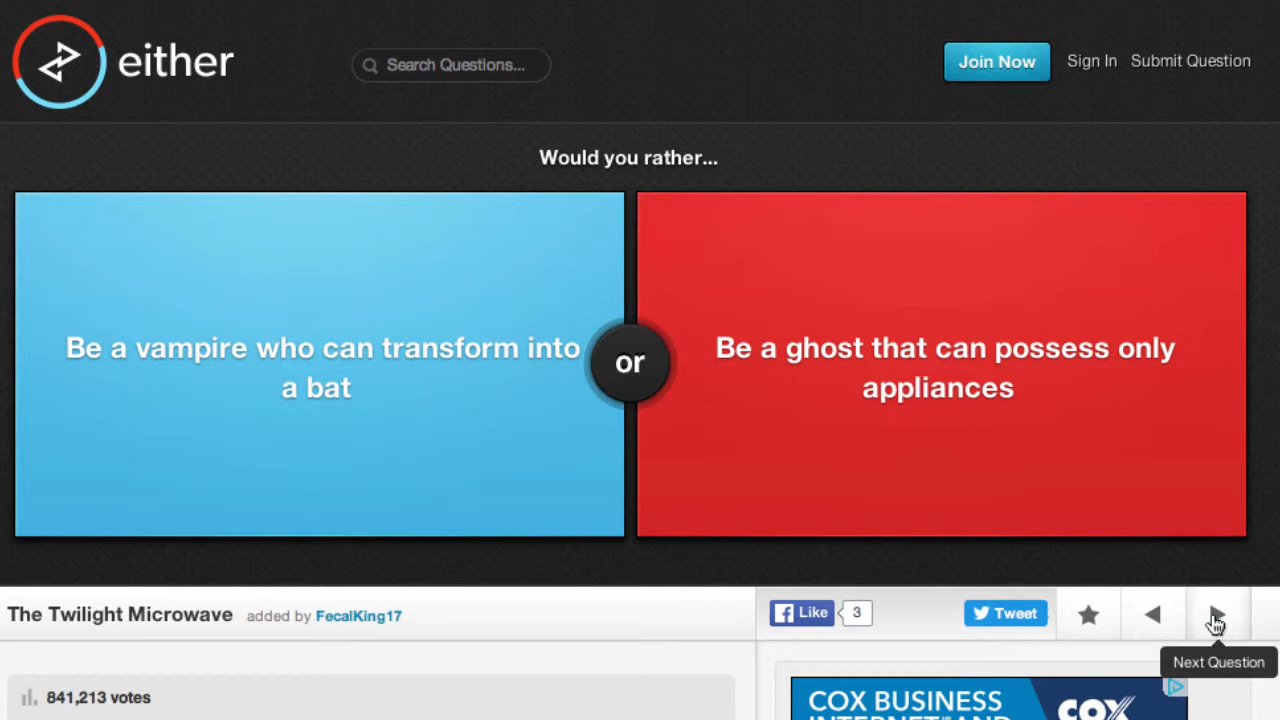 either
Search Questions...
Join Now
Sign In
Submit Question
Would you rather...
Be a vampire who can transform into
a bat
or
Be a ghost that can possess only
appliances
The Twilight Microwave
added by FecalKing17
Like
3
Tweet
Next Question
841,213 votes
COX BUSINESS
INTERNET AND
COX